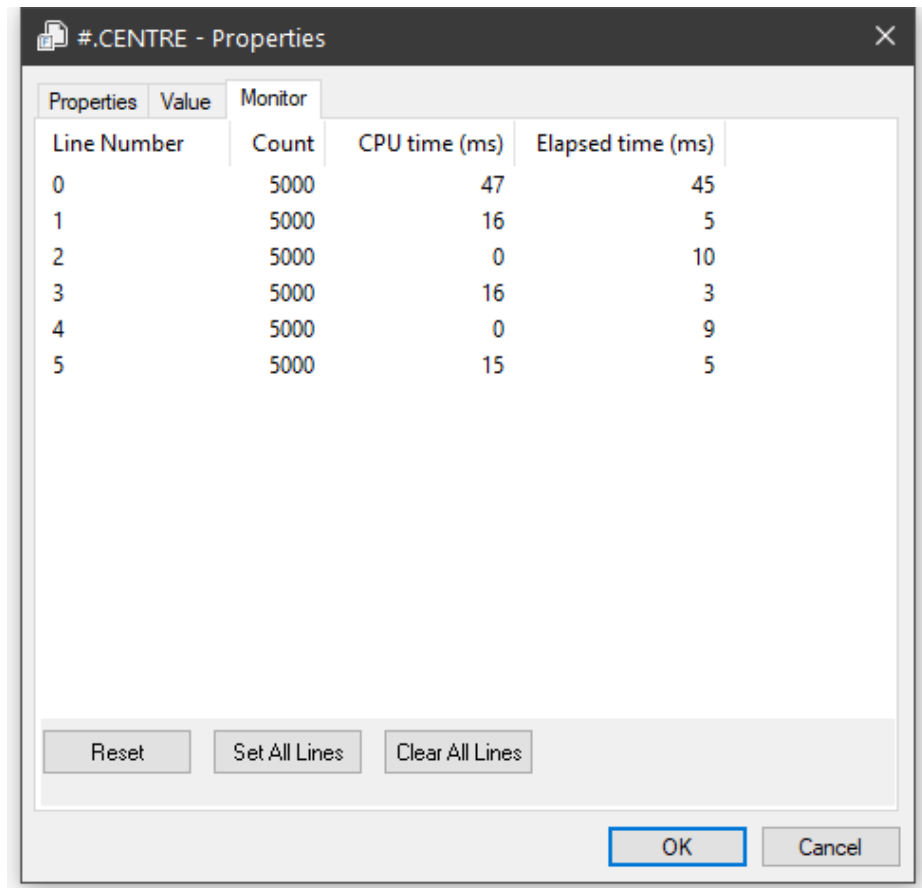 #.CENTRE - Properties
Properties Value Monitor
Line Number Count CPU time (ms) Elapsed time (ms)
0 5000 47 45
1 5000 16 5
2 5000 0 10
3 5000 16 3
4 5000 0 9
5 5000 15 5
Reset Set All Lines Clear All Lines
OK Cancel